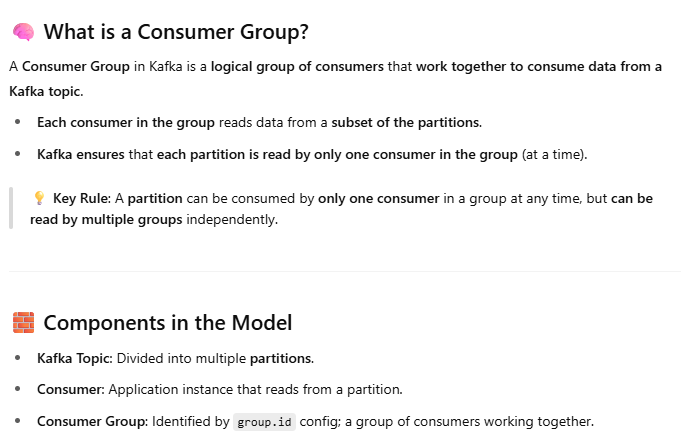 🧠 What is a Consumer Group?
A Consumer Group in Kafka is a logical group of consumers that work together to consume data from a
Kafka topic.
• Each consumer in the group reads data from a subset of the partitions.
• Kafka ensures that each partition is read by only one consumer in the group (at a time).
💡 Key Rule: A partition can be consumed by only one consumer in a group at any time, but can be
read by multiple groups independently.
🧱 Components in the Model
• Kafka Topic: Divided into multiple partitions.
• Consumer: Application instance that reads from a partition.
• Consumer Group: Identified by group.id config; a group of consumers working together.